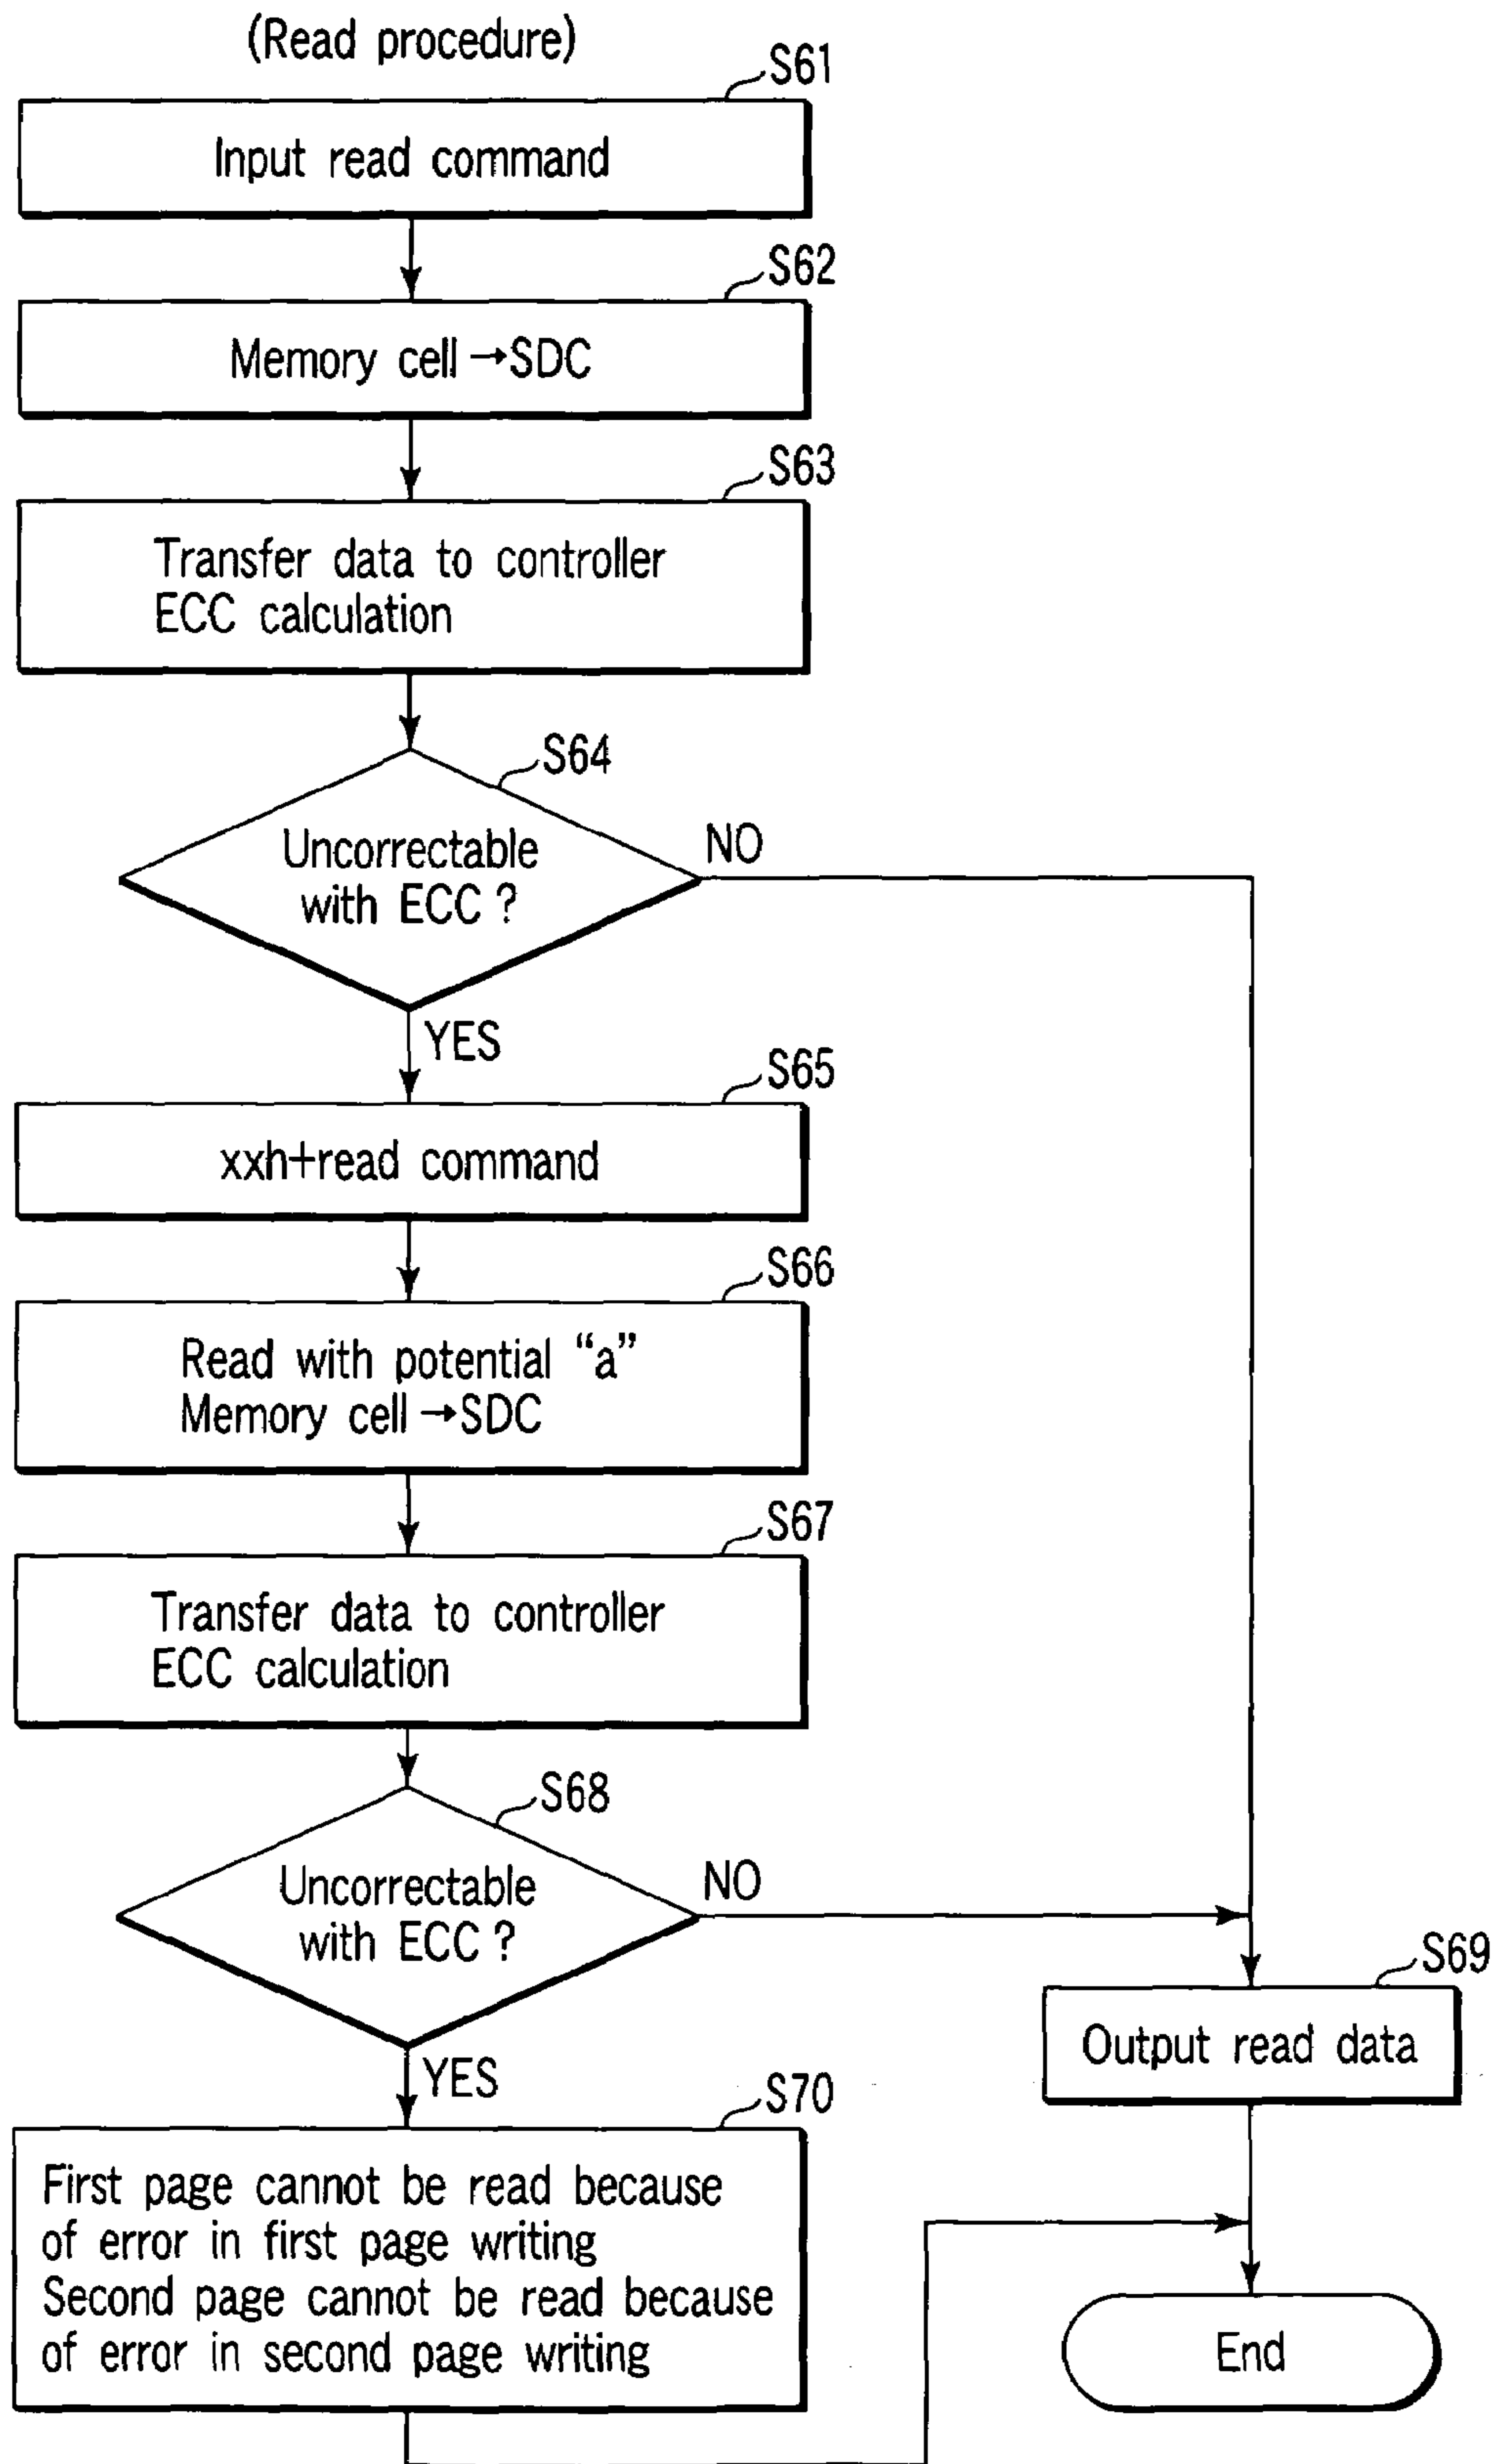 (Read procedure)
S61
Input read command
S62
Memory cell→SDC
S63
Transfer data to controller
ECC calculation
S64
Uncorrectable
with ECC ?
NO
YES
S65
xxh+read command
S66
Read with potential “a”
Memory cell→SDC
S67
Transfer data to controller
ECC calculation
S68
Uncorrectable
with ECC ?
NO
YES
S69
Output read data
S70
First page cannot be read because
of error in first page writing
Second page cannot be read because
of error in second page writing
End